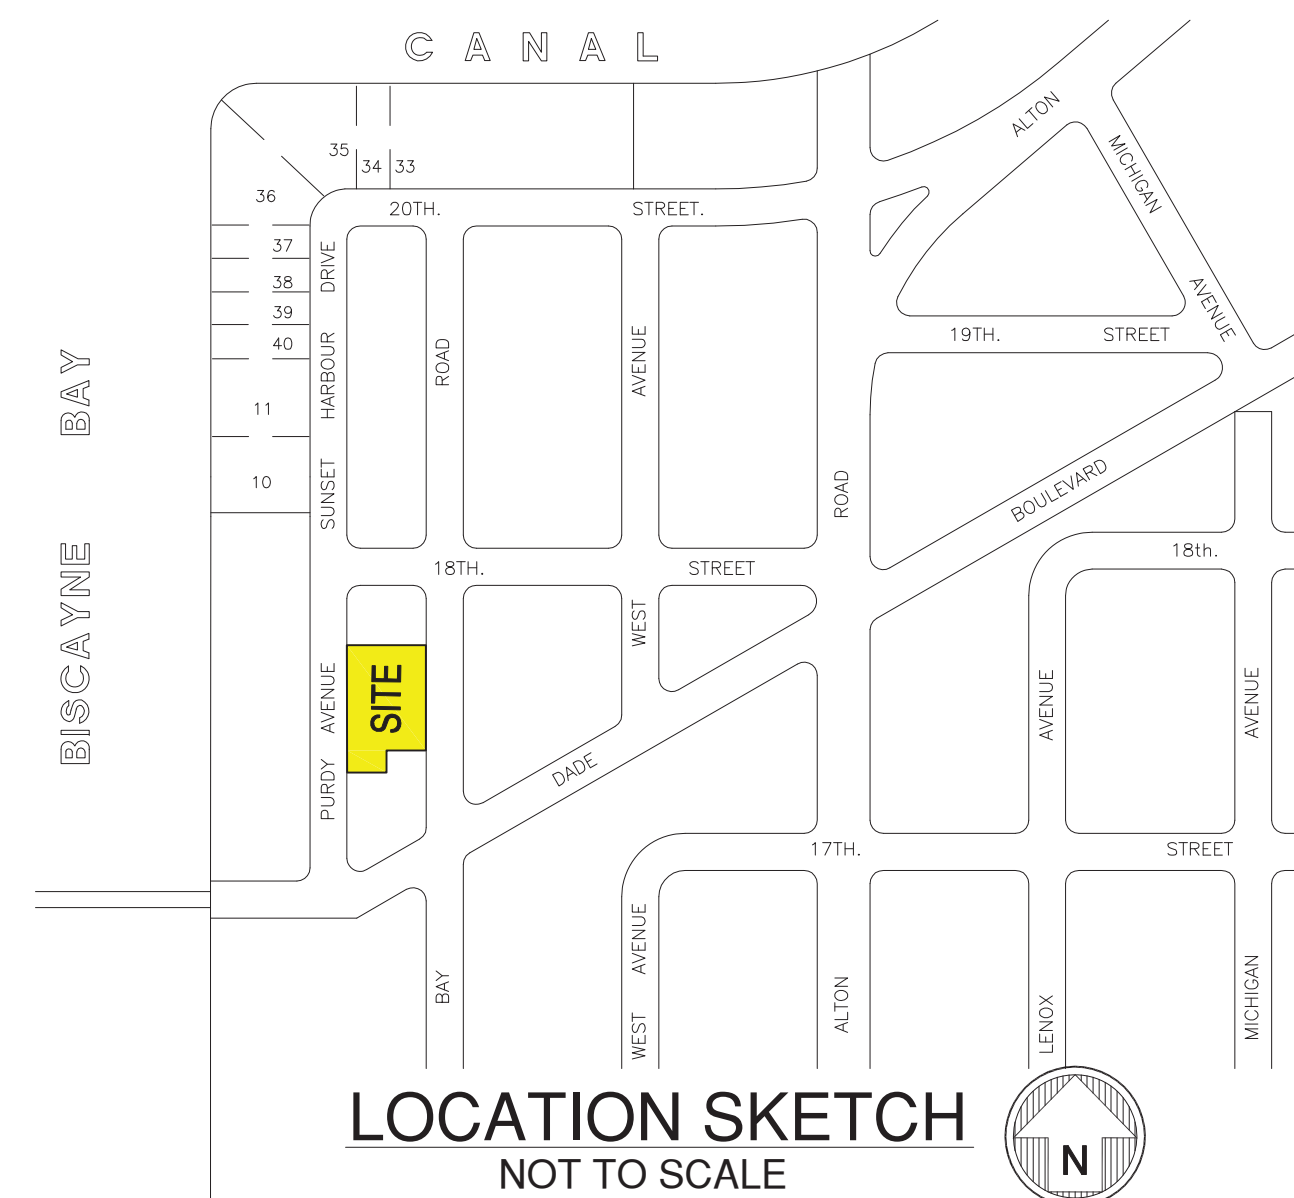 CANAL
ALTON
MICHIGAN
AVENUE
35
34
33
36
20TH.
STREET.
37
38
39
40
11
10
DRIVE
HARBOUR
SUNSET
ROAD
AVENUE
19TH.
STREET
BISCAYNE BAY
ROAD
BOULEVARD
18TH.
STREET
18th.
WEST
PURDY AVENUE
SITE
DADE
AVENUE
AVENUE
17TH.
STREET
BAY
WEST AVENUE
ALTON
LENOX
MICHIGAN
LOCATION SKETCH
NOT TO SCALE
N